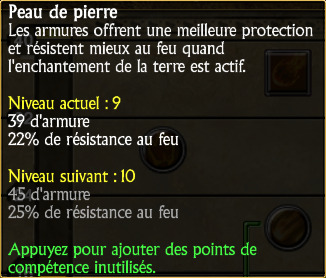 Peau de pierre
Les armures offrent une meilleure protection
et résistent mieux au feu quand
l'enchantement de la terre est actif.
Niveau actuel : 9
39 d'armure
22% de résistance au feu
Niveau suivant : 10
45 d'armure
25% de résistance au feu
Appuyez pour ajouter des points de
compétence inutilisés.